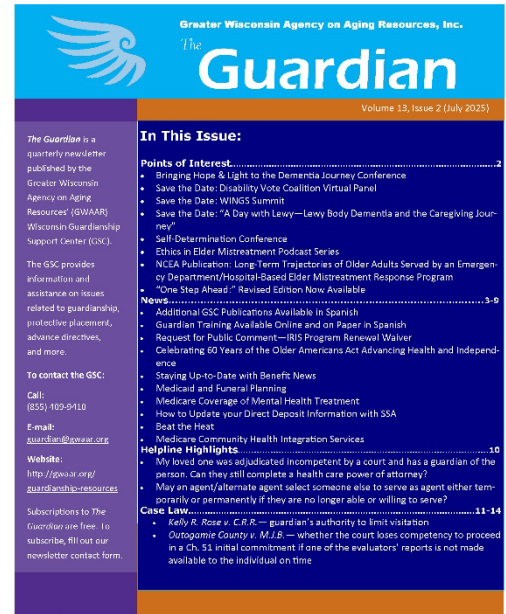 Greater Wisconsin Agency on Aging Resources, Inc.
The
Guardian
Volume 13, Issue 2 (July 2025)
The Guardian is a
quarterly newsletter
published by the
Greater Wisconsin
Agency on Aging
Resources' (GWAAR)
Wisconsin Guardianship
Support Center (GSC).
The GSC provides
information and
assistance on issues
related to guardianship,
protective placement,
advance directives,
and more.
To contact the GSC:
Call:
(855) 409-9410
E-mail:
guardian@gwaar.org
Website:
http://gwaar.org/
guardianship-resources
Subscriptions to The
Guardian are free. To
subscribe, fill out our
newsletter contact form.
In This Issue:
Points of Interest.....2
• Bringing Hope & Light to the Dementia Journey Conference
• Save the Date: Disability Vote Coalition Virtual Panel
• Save the Date: WINGS Summit
• Save the Date: "A Day with Lewy—Lewy Body Dementia and the Caregiving Jour-
ney"
• Self-Determination Conference
• Ethics in Elder Mistreatment Podcast Series
• NCEA Publication: Long-Term Trajectories of Older Adults Served by an Emergen-
cy Department/Hospital-Based Elder Mistreatment Response Program
• "One Step Ahead:" Revised Edition Now Available
News.....3-9
• Additional GSC Publications Available in Spanish
• Guardian Training Available Online and on Paper in Spanish
• Request for Public Comment—IRIS Program Renewal Waiver
• Celebrating 60 Years of the Older Americans Act Advancing Health and Independ-
ence
• Staying Up-to-Date with Benefit News
• Medicaid and Funeral Planning
• Medicare Coverage of Mental Health Treatment
• How to Update your Direct Deposit Information with SSA
• Beat the Heat
• Medicare Community Health Integration Services
Helpline Highlights.....10
• My loved one was adjudicated incompetent by a court and has a guardian of the
person. Can they still complete a health care power of attorney?
• May an agent/alternate agent select someone else to serve as agent either tem-
porarily or permanently if they are no longer able or willing to serve?
Case Law.....11-14
• Kelly R. Rose v. C.R.R. — guardian's authority to limit visitation
• Outogamie County v. M.J.B. — whether the court loses competency to proceed
in a Ch. 51 initial commitment if one of the evaluators' reports is not made
available to the individual on time